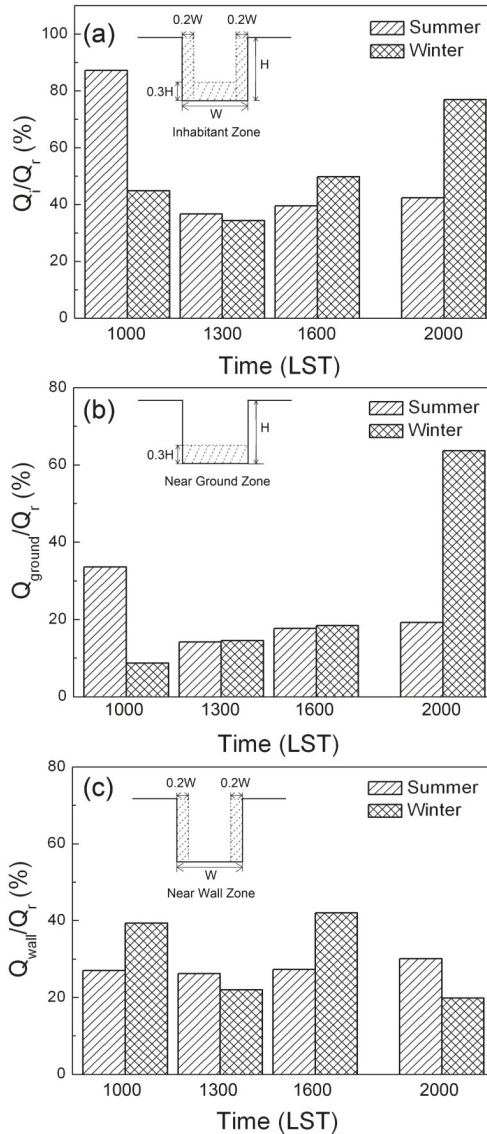 (a)
0.2W 0.2W
Summer
Winter
H
0.3H
W
Inhabitant Zone
Q_i/Q_r (%)
100
80
60
40
20
0
1000 1300 1600 2000
Time (LST)
(b)
Summer
Winter
H
0.3H
Near Ground Zone
Q_ground/Q_r (%)
80
60
40
20
0
1000 1300 1600 2000
Time (LST)
(c)
0.2W 0.2W
Summer
Winter
W
Near Wall Zone
Q_wall/Q_r (%)
80
60
40
20
0
1000 1300 1600 2000
Time (LST)